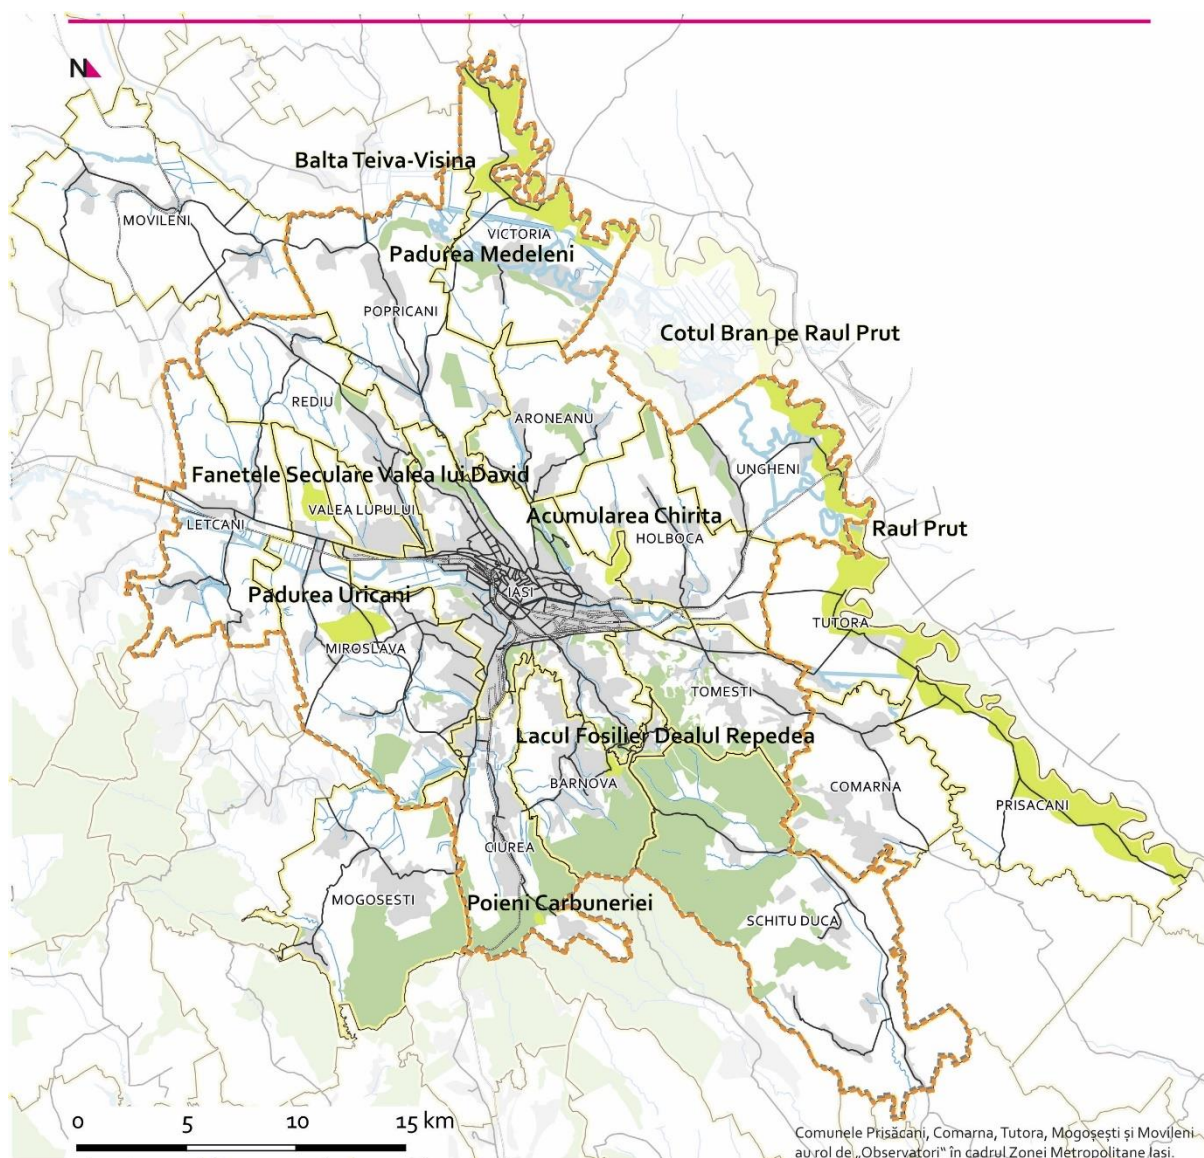 N
Balta Teiva-Visina
MOVILENI
VICTORIA
Padurea Medeleni
POPRICANI
Cotul Bran pe Raul Prut
REDIU
ARONEANU
UNGHENI
Fanetele Seculare Valea lui David
VALEA LUPULUI
LETCANI
Acumularea Chirita
HOLBOCA
Raul Prut
Padurea Uricani
IASI
TUTORA
MIROSLAVA
TOMESTI
Lacul Fosilier Dealul Repedea
BARNOVA
COMARNA
PRISACANI
CIUREA
MOGOSESTI
Poieni Carbuneriei
SCHITU DUCA
0 5 10 15 km
Comunele Prisăcani, Comarna, Tutora, Mogoșești și Movileni
au rol de „Observatori“ în cadrul Zonei Metropolitane Iasi.